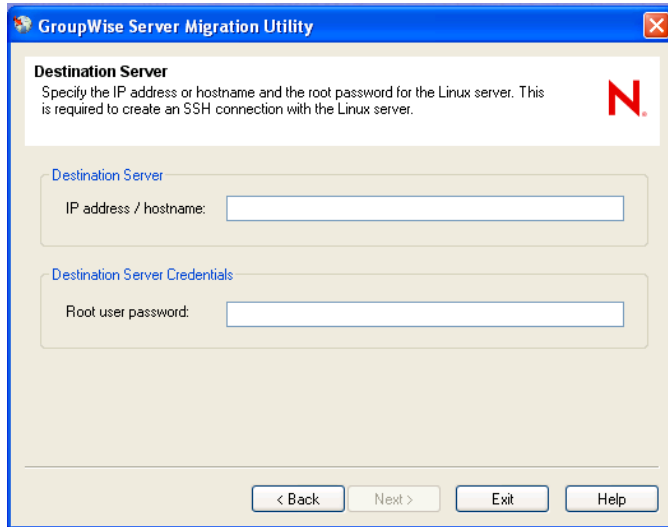 GroupWise Server Migration Utility
Destination Server
Specify the IP address or hostname and the root password for the Linux server. This
is required to create an SSH connection with the Linux server.
N.
Destination Server
IP address / hostname:
Destination Server Credentials
Root user password:
< Back
Next >
Exit
Help